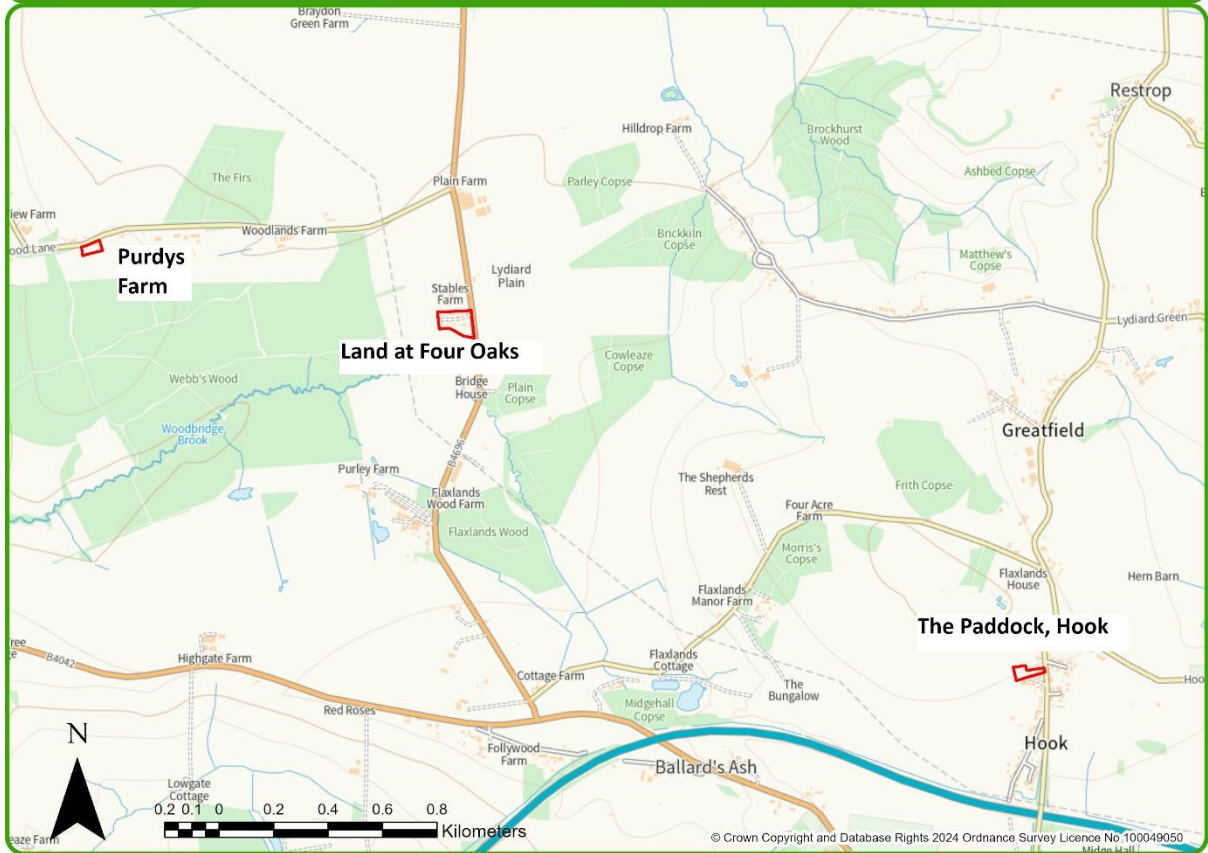 Braydon
Green Farm
Restrop
Hilldrop Farm
Brockhurst
Wood
The Firs
Plain Farm
Parley Copse
Ashbed Copse
iew Farm
ood Lane
Woodlands Farm
Brickkiln
Copse
Purdys
Farm
Matthew's
Copse
Lydiard
Plain
Stables
Farm
Lydiard Green
Land at Four Oaks
Cowleaze
Copse
Webb's Wood
Bridge
House
Plain
Copse
Woodbridge
Brook
Greatfield
B4696
Purley Farm
The Shepherds
Rest
Frith Copse
Flaxlands
Wood Farm
Four Acre
Farm
Flaxlands Wood
Morris's
Copse
Flaxlands
House
Hern Barn
Flaxlands
Manor Farm
The Paddock, Hook
ree
B4042
Highgate Farm
Flaxlands
Cottage
Cottage Farm
The
Bungalow
Hoo
Red Roses
Midgehall
Copse
N
Follywood
Farm
Ballard's Ash
Hook
Lowgate
Cottage
0.2 0.1 0 0.2 0.4 0.6 0.8
Kilometers
eaze Farm
© Crown Copyright and Database Rights 2024 Ordnance Survey Licence No 100049050
Midge Hall